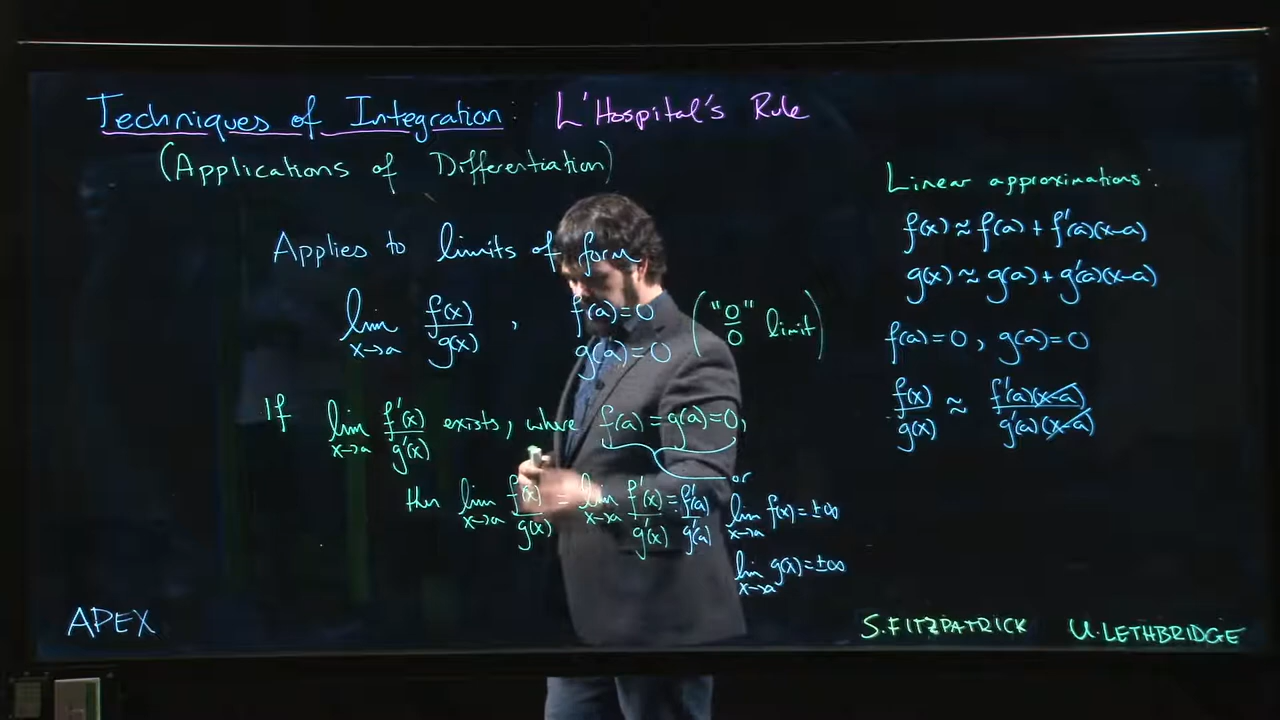 Techniques of Integration: L'Hospital's Rule
(Applications of Differentiation)
Applies to limits of form
lim x→a f(x)/g(x) , f(a)=0 g(a)=0 ("0/0" limit)
If lim x→a f'(x)/g'(x) exists, where f(a)=g(a)=0,
or
then lim x→a f(x)/g(x) = lim x→a f'(x)/g'(x) = f'(a)/g'(a)
lim x→a f(x)=±∞
lim x→a g(x)=±∞
Linear approximations:
f(x)≈f(a)+f'(a)(x-a)
g(x)≈g(a)+g'(a)(x-a)
f(a)=0, g(a)=0
f(x)/g(x) ≈ f'(a)(x-a)/g'(a)(x-a)
APEX
S.FITZPATRICK U.LETHBRIDGE